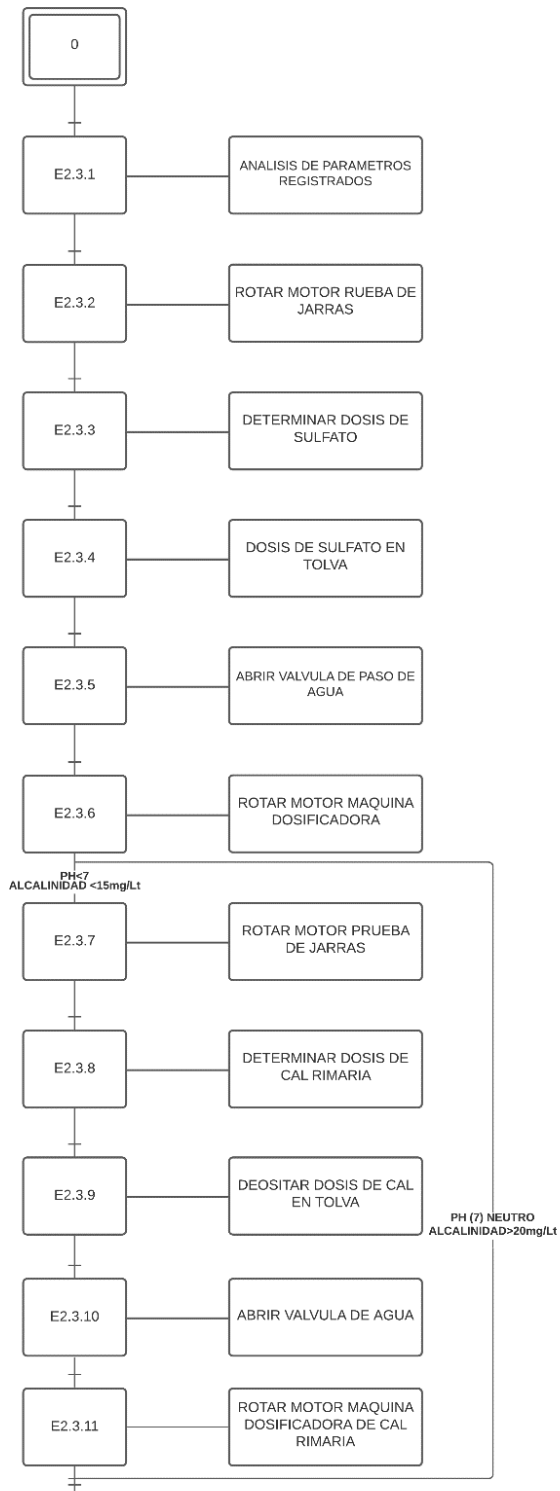 0
E2.3.1
ANALISIS DE PARAMETROS
REGISTRADOS
E2.3.2
ROTAR MOTOR RUEBA DE
JARRAS
E2.3.3
DETERMINAR DOSIS DE
SULFATO
E2.3.4
DOSIS DE SULFATO EN
TOLVA
E2.3.5
ABRIR VALVULA DE PASO DE
AGUA
E2.3.6
ROTAR MOTOR MAQUINA
DOSIFICADORA
PH<7
ALCALINIDAD <15mg/Lt
E2.3.7
ROTAR MOTOR PRUEBA
DE JARRAS
E2.3.8
DETERMINAR DOSIS DE
CAL RIMARIA
E2.3.9
DEOSITAR DOSIS DE CAL
EN TOLVA
PH (7) NEUTRO
ALCALINIDAD>20mg/Lt
E2.3.10
ABRIR VALVULA DE AGUA
E2.3.11
ROTAR MOTOR MAQUINA
DOSIFICADORA DE CAL
RIMARIA